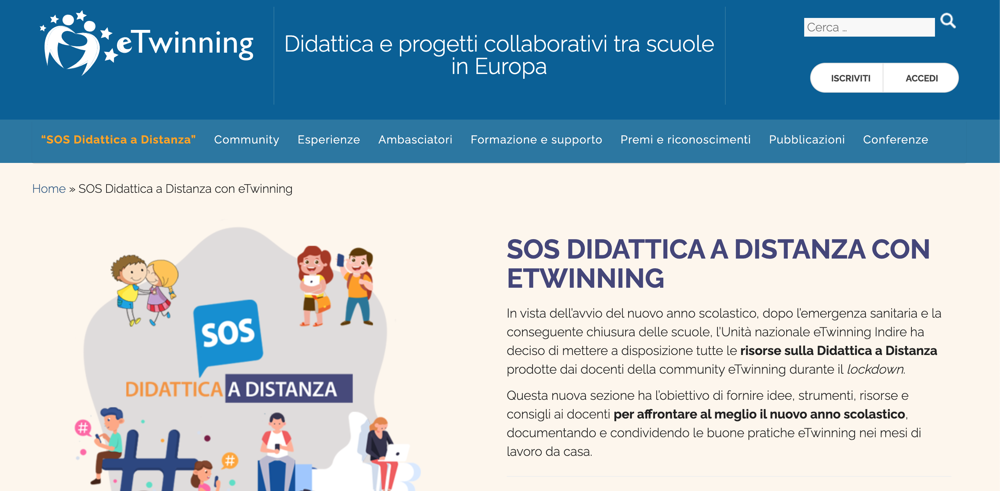 eTwinning
Didattica e progetti collaborativi tra scuole
in Europa
Cerca ...
ISCRIVITI
ACCEDI
“SOS Didattica a Distanza” Community Esperienze Ambasciatori Formazione e supporto Premi e riconoscimenti Pubblicazioni Conferenze
Home » SOS Didattica a Distanza con eTwinning
SOS
DIDATTICA A DISTANZA
#
#
SOS DIDATTICA A DISTANZA CON
ETWINNING
In vista dell’avvio del nuovo anno scolastico, dopo l’emergenza sanitaria e la
conseguente chiusura delle scuole, l’Unità nazionale eTwinning Indire ha
deciso di mettere a disposizione tutte le risorse sulla Didattica a Distanza
prodotte dai docenti della community eTwinning durante il lockdown.
Questa nuova sezione ha l’obiettivo di fornire idee, strumenti, risorse e
consigli ai docenti per affrontare al meglio il nuovo anno scolastico,
documentando e condividendo le buone pratiche eTwinning nei mesi di
lavoro da casa.